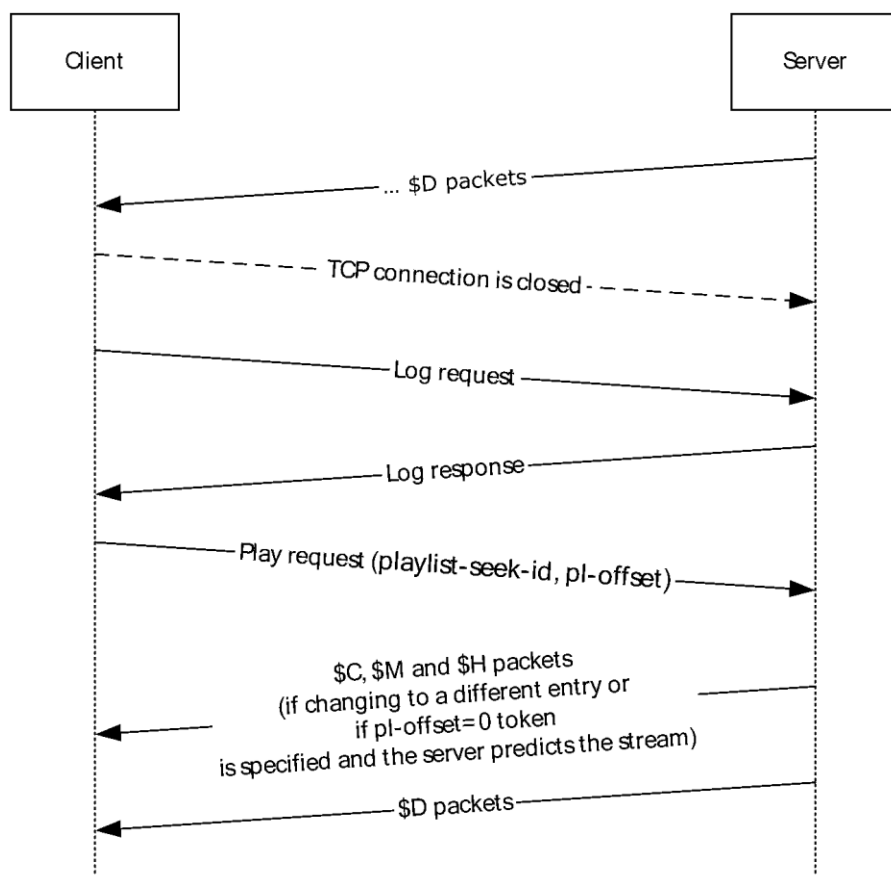 Client
Server
... $D packets
TCP connection is closed
Log request
Log response
Play request (playlist-seek-id, pl-offset)
$C, $M and $H packets
(if changing to a different entry or
if pl-offset=0 token
is specified and the server predicts the stream)
$D packets